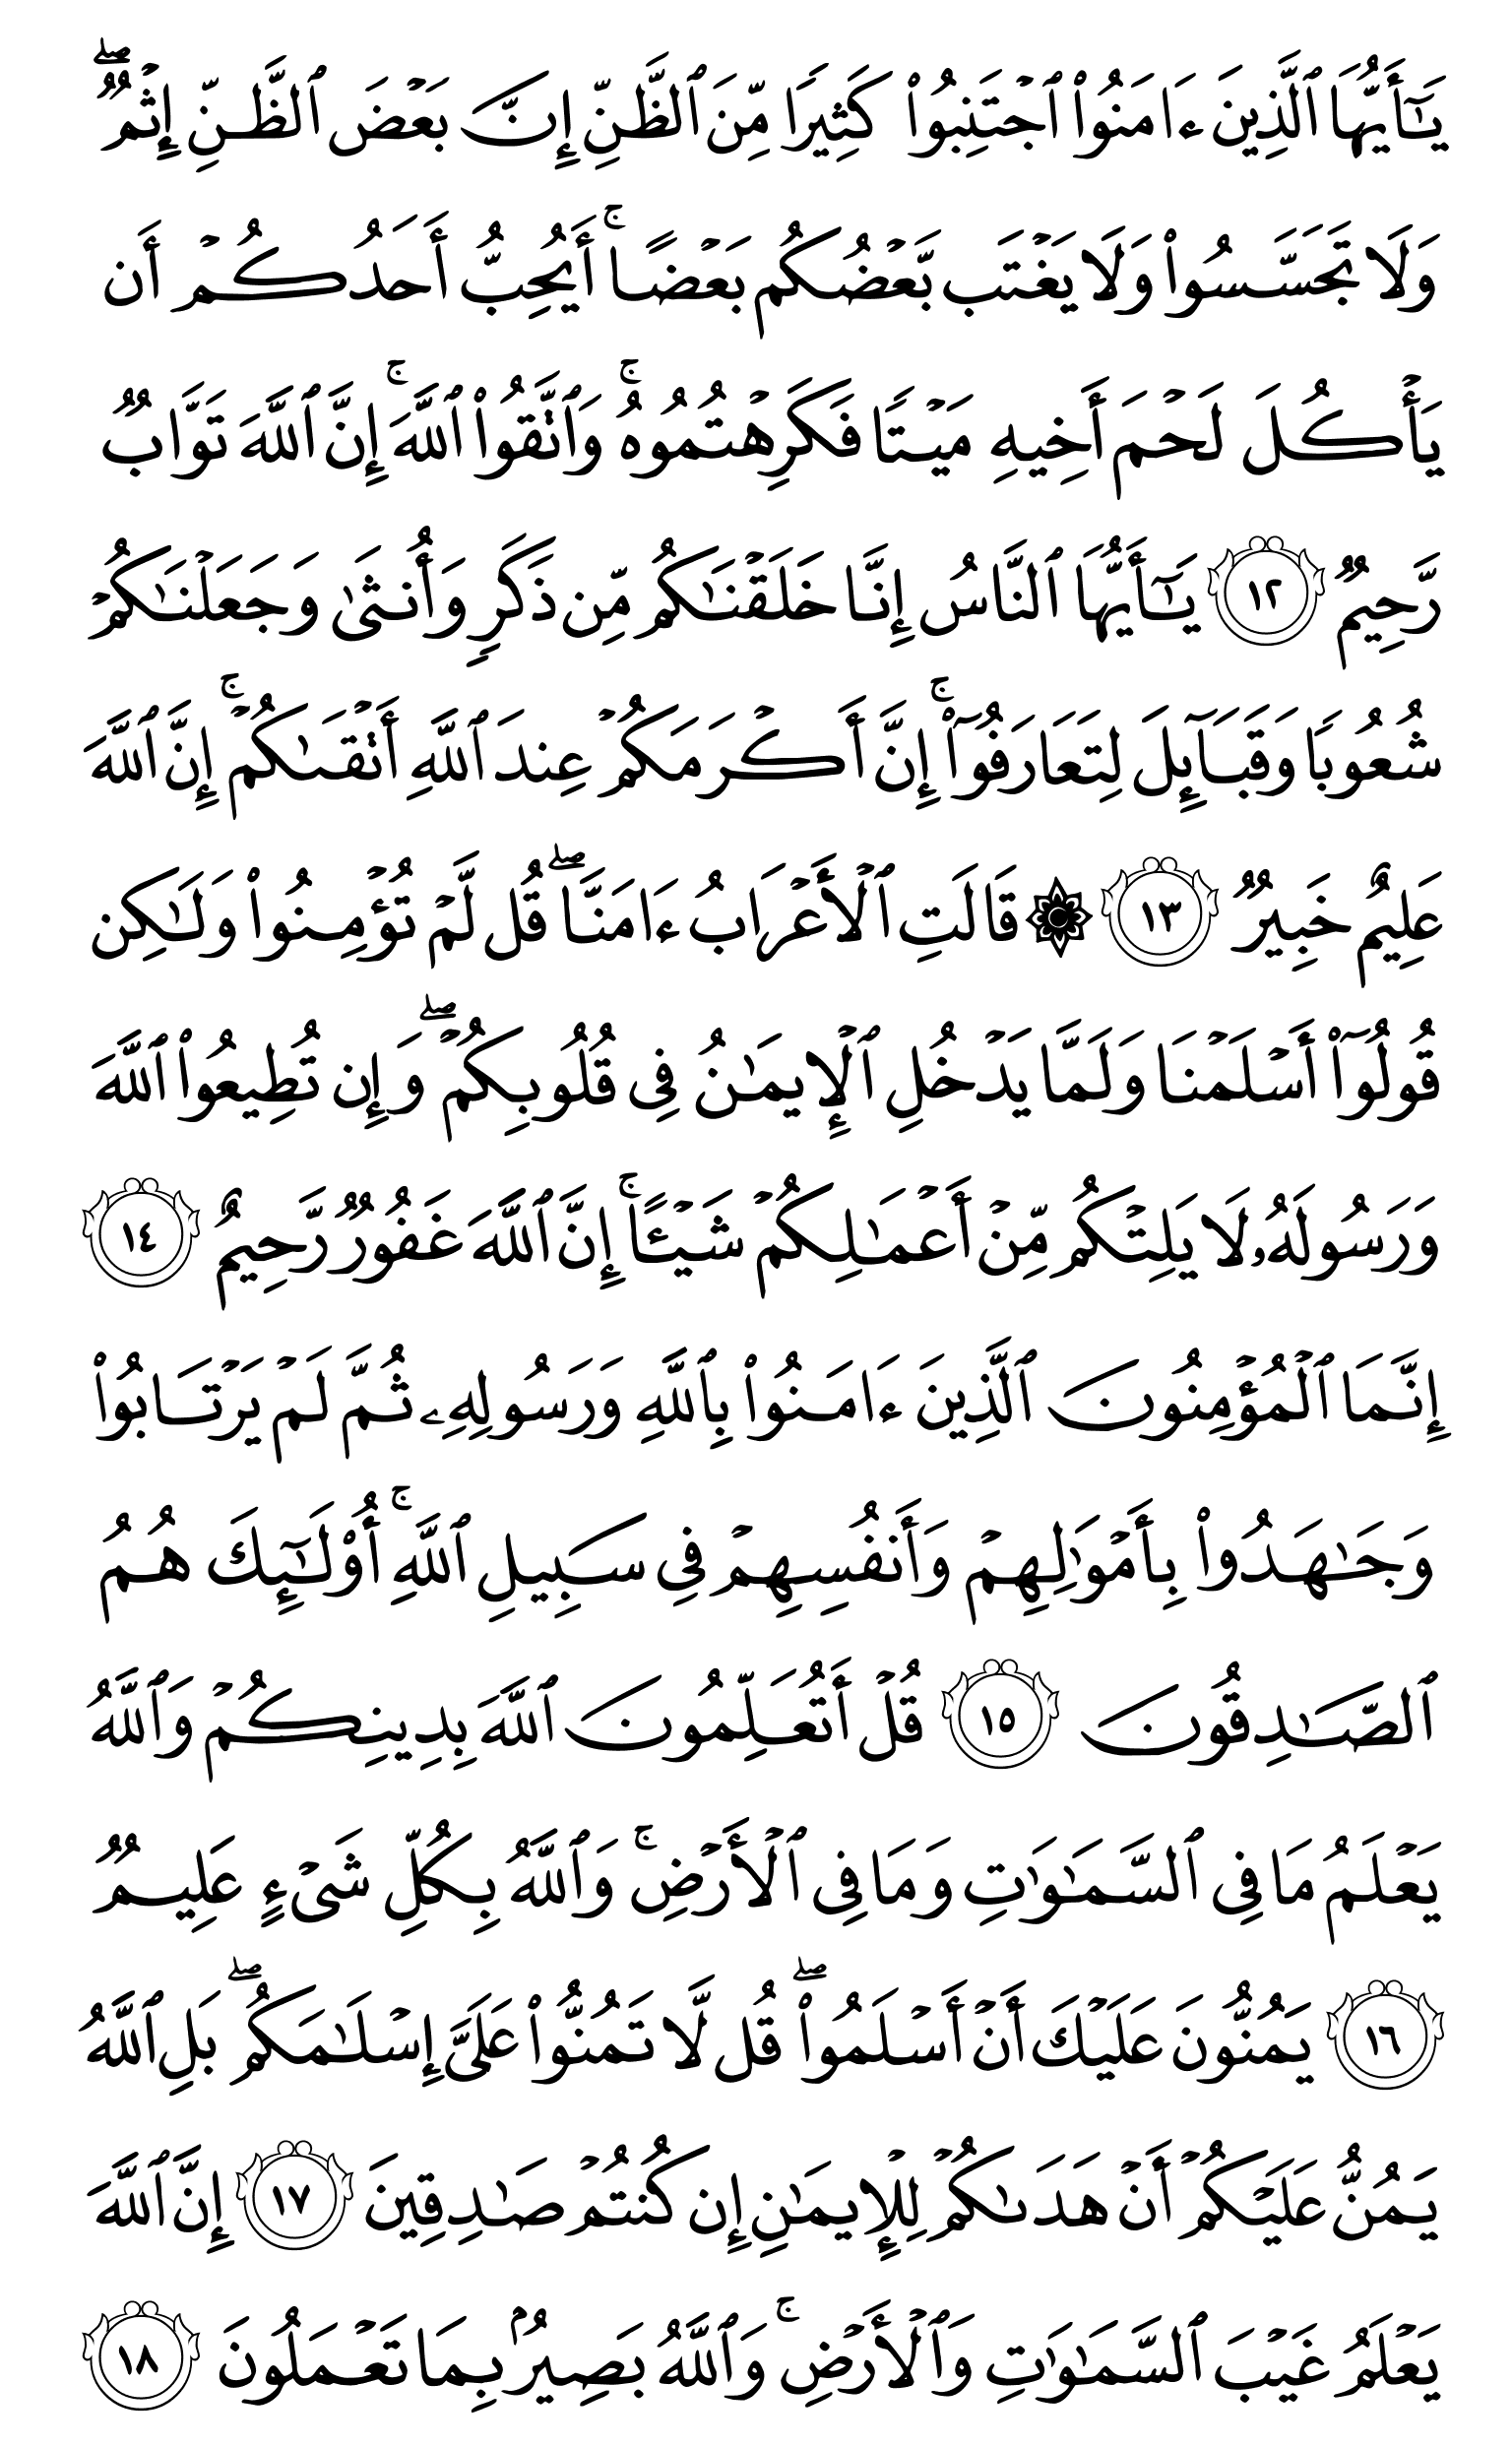 يَٰٓأَيُّهَا ٱلَّذِينَ ءَامَنُوا۟ ٱجْتَنِبُوا۟ كَثِيرًا مِّنَ ٱلظَّنِّ إِنَّ بَعْضَ ٱلظَّنِّ إِثْمٌ ۖ
وَلَا تَجَسَّسُوا۟ وَلَا يَغْتَب بَّعْضُكُم بَعْضًا ۚ أَيُحِبُّ أَحَدُكُمْ أَن
يَأْكُلَ لَحْمَ أَخِيهِ مَيْتًا فَكَرِهْتُمُوهُ ۚ وَٱتَّقُوا۟ ٱللَّهَ ۚ إِنَّ ٱللَّهَ تَوَّابٌ
رَّحِيمٌ ١٢ يَٰٓأَيُّهَا ٱلنَّاسُ إِنَّا خَلَقْنَٰكُم مِّن ذَكَرٍ وَأُنثَىٰ وَجَعَلْنَٰكُمْ
شُعُوبًا وَقَبَآئِلَ لِتَعَارَفُوٓا۟ ۚ إِنَّ أَكْرَمَكُمْ عِندَ ٱللَّهِ أَتْقَىٰكُمْ ۚ إِنَّ ٱللَّهَ
عَلِيمٌ خَبِيرٌ ١٣ ۞ قَالَتِ ٱلْأَعْرَابُ ءَامَنَّا ۖ قُل لَّمْ تُؤْمِنُوا۟ وَلَٰكِن
قُولُوٓا۟ أَسْلَمْنَا وَلَمَّا يَدْخُلِ ٱلْإِيمَٰنُ فِى قُلُوبِكُمْ ۖ وَإِن تُطِيعُوا۟ ٱللَّهَ
وَرَسُولَهُۥ لَا يَلِتْكُم مِّنْ أَعْمَٰلِكُمْ شَيْـًٔا ۚ إِنَّ ٱللَّهَ غَفُورٌ رَّحِيمٌ ١٤
إِنَّمَا ٱلْمُؤْمِنُونَ ٱلَّذِينَ ءَامَنُوا۟ بِٱللَّهِ وَرَسُولِهِۦ ثُمَّ لَمْ يَرْتَابُوا۟
وَجَٰهَدُوا۟ بِأَمْوَٰلِهِمْ وَأَنفُسِهِمْ فِى سَبِيلِ ٱللَّهِ ۚ أُو۟لَٰٓئِكَ هُمُ
ٱلصَّٰدِقُونَ ١٥ قُلْ أَتُعَلِّمُونَ ٱللَّهَ بِدِينِكُمْ وَٱللَّهُ
يَعْلَمُ مَا فِى ٱلسَّمَٰوَٰتِ وَمَا فِى ٱلْأَرْضِ ۚ وَٱللَّهُ بِكُلِّ شَىْءٍ عَلِيمٌ
١٦ يَمُنُّونَ عَلَيْكَ أَنْ أَسْلَمُوا۟ ۖ قُل لَّا تَمُنُّوا۟ عَلَىَّ إِسْلَٰمَكُم ۖ بَلِ ٱللَّهُ
يَمُنُّ عَلَيْكُمْ أَنْ هَدَىٰكُمْ لِلْإِيمَٰنِ إِن كُنتُمْ صَٰدِقِينَ ١٧ إِنَّ ٱللَّهَ
يَعْلَمُ غَيْبَ ٱلسَّمَٰوَٰتِ وَٱلْأَرْضِ ۚ وَٱللَّهُ بَصِيرٌۢ بِمَا تَعْمَلُونَ ١٨